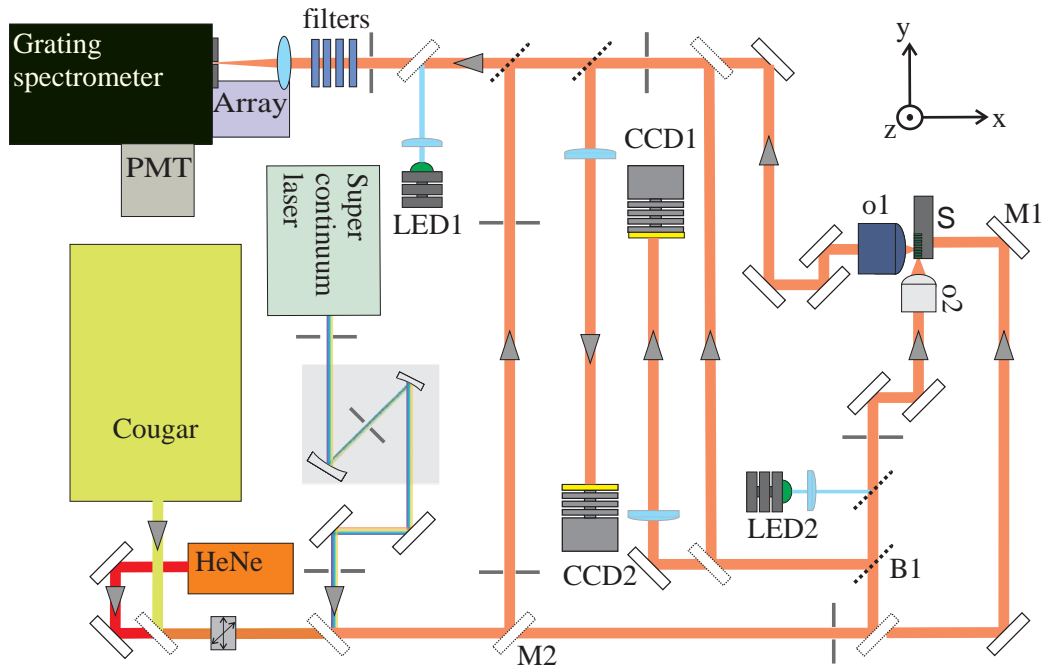 filters
Grating
spectrometer
Array
PMT
LED1
Super
continuum
laser
CCD1
y
z
x
o1
S
M1
o2
Cougar
HeNe
LED2
CCD2
B1
M2